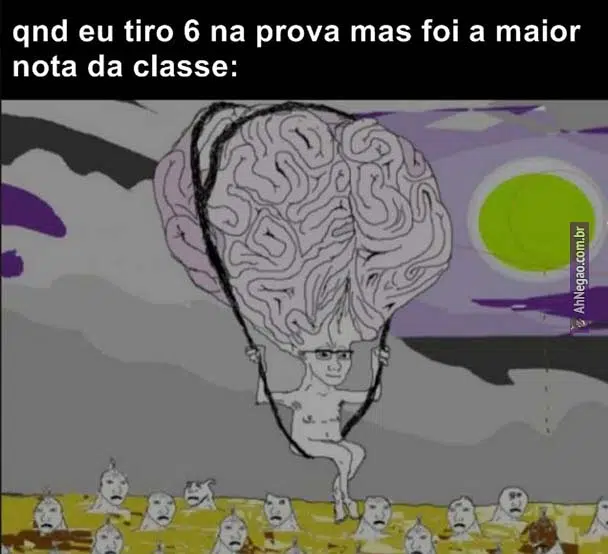 qnd eu tiro 6 na prova mas foi a maior
nota da classe:
AhNegao.com.br